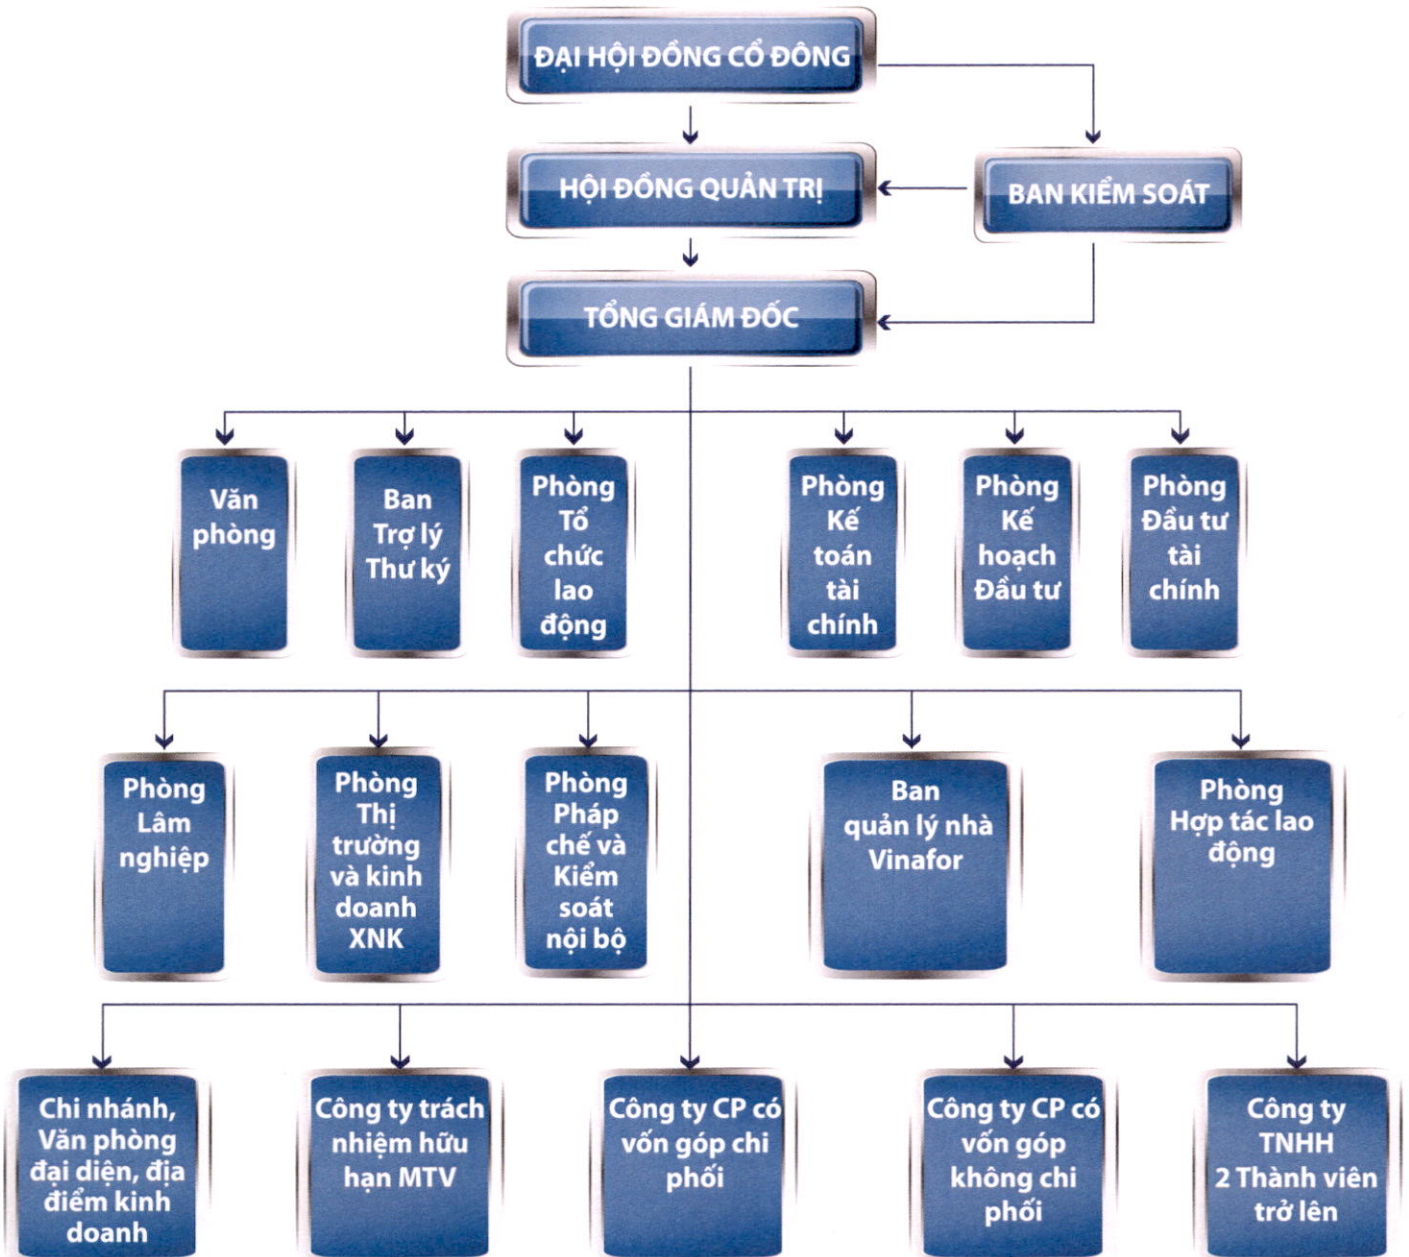 ĐẠI HỘI ĐỒNG CỔ ĐÔNG
HỘI ĐỒNG QUẢN TRỊ
BAN KIỂM SOÁT
TỔNG GIÁM ĐỐC
Văn
phòng
Ban
Trợ lý
Thư ký
Phòng
Tổ
chức
lao
động
Phòng
Kế
toán
tài
chính
Phòng
Kế
hoạch
Đầu tư
Phòng
Đầu tư
tài
chính
Phòng
Lâm
nghiệp
Phòng
Thị
trường
và kinh
doanh
XNK
Phòng
Pháp
chế và
Kiểm
soát
nội bộ
Ban
quản lý nhà
Vinafor
Phòng
Hợp tác lao
động
Chi nhánh,
Văn phòng
đại diện, địa
điểm kinh
doanh
Công ty trách
nhiệm hữu
hạn MTV
Công ty CP có
vốn góp chi
phối
Công ty CP có
vốn góp
không chi
phối
Công ty
TNHH
2 Thành viên
trở lên